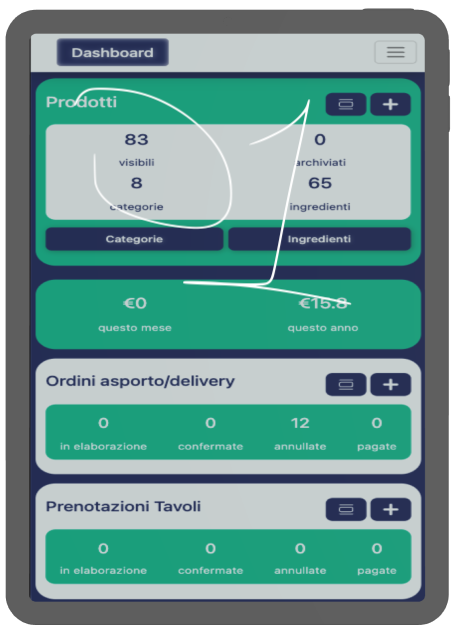 Dashboard
Prodotti
83 0
visibili archiviati
8 65
categorie ingredienti
Categorie Ingredienti
€0 €15.8
questo mese questo anno
Ordini asporto/delivery
0 0 12 0
in elaborazione confermate annullate pagate
Prenotazioni Tavoli
0 0 0 0
in elaborazione confermate annullate pagate